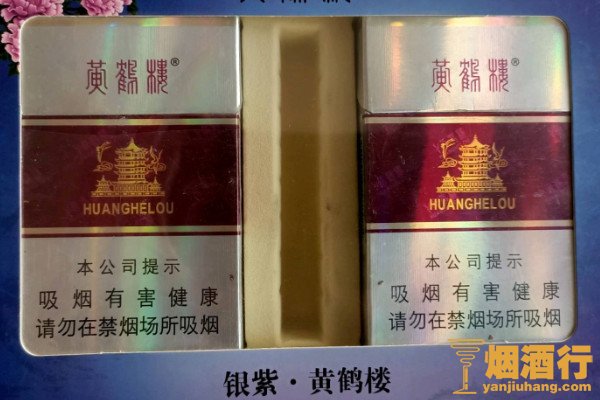 黄鹤楼®
HUANGHELOU
本公司提示
吸烟有害健康
请勿在禁烟场所吸烟
黄鹤楼®
HUANGHELOU
本公司提示
吸烟有害健康
请勿在禁烟场所吸烟
银紫·黄鹤楼
烟酒行
yanjiuhang.com